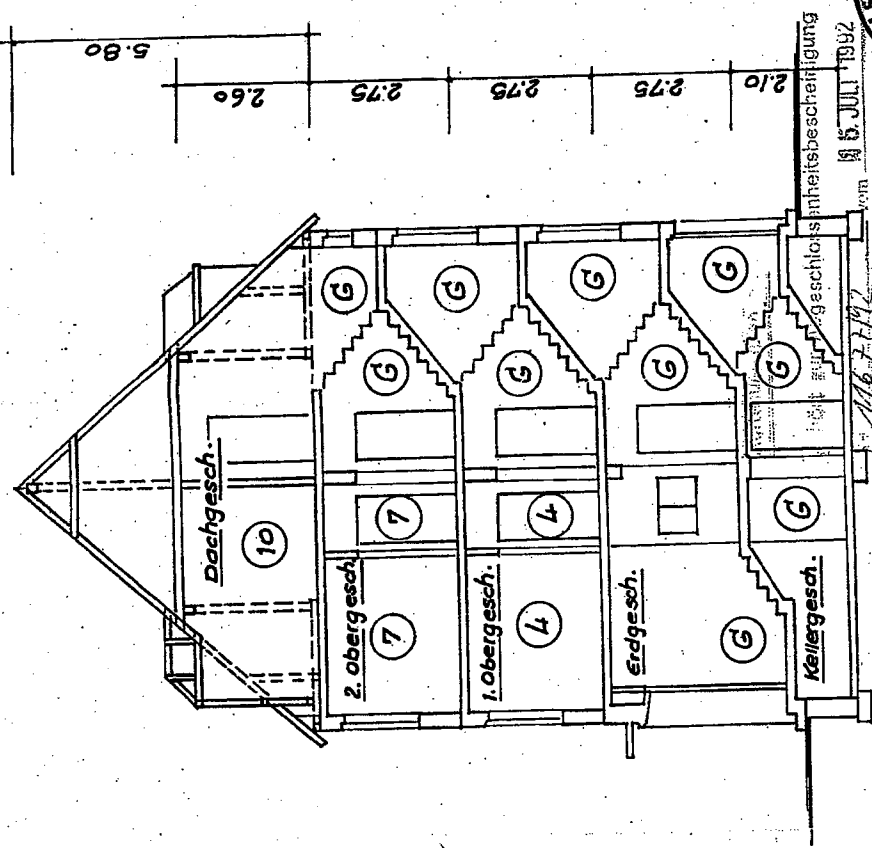 5.80
2.60
2.75
2.75
2.75
2.10
Dachgesch.
10
G
2. Obergesch.
7
7
G
G
1. Obergesch.
4
4
G
G
Erdgesch.
G
G
G
Kellergesch.
G
G
geschlossenheitsbescheinigung
vom 15. JULI 1992